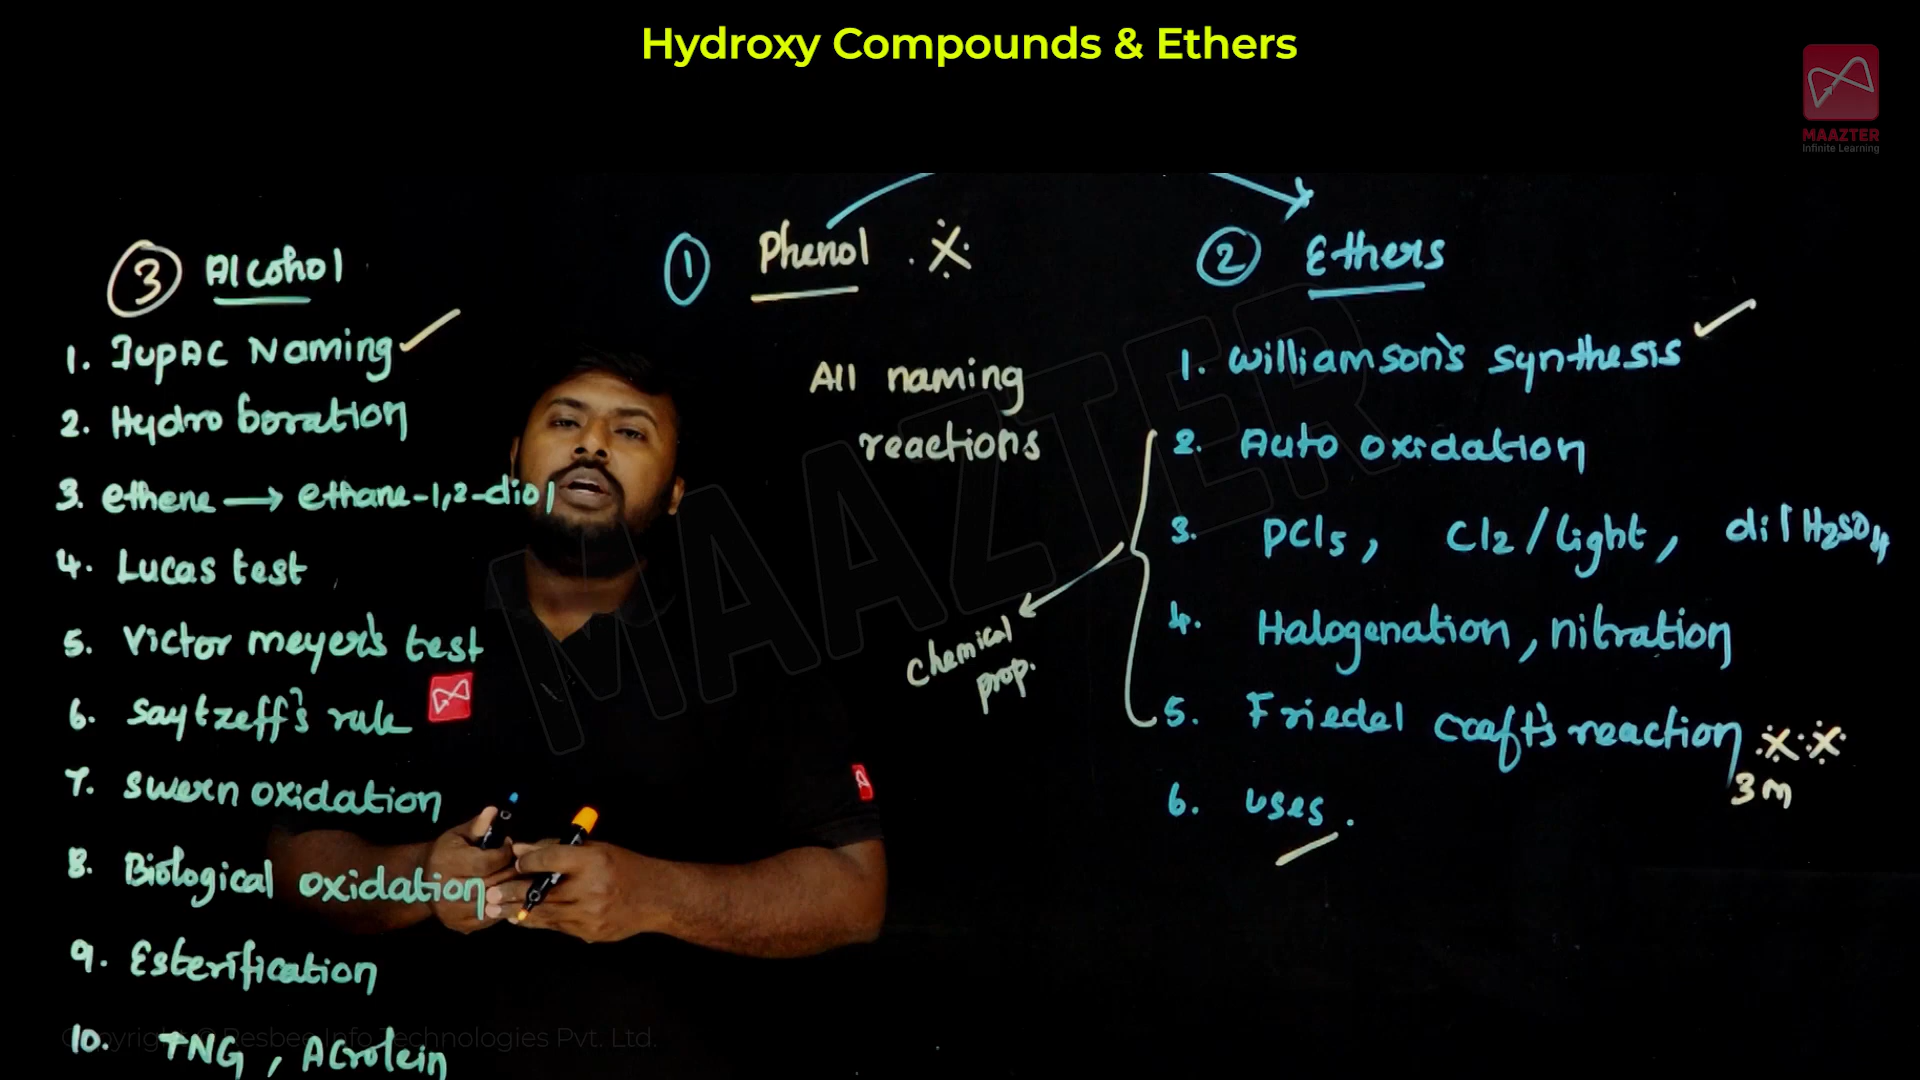 Hydroxy Compounds & Ethers
MAAZTER
Infinite Learning
3 Alcohol
1. IupAC Naming
2. Hydro boration
3. ethene → ethane-1,2-diol
4. Lucas test
5. Victor meyer's test
6. Saytzeff's rule
7. Swern oxidation
8. Biological oxidation
9. Esterification
10. TNG, Acrolein
1 Phenol
All naming
reactions
Chemical
prop.
2 Ethers
1. Williamson's synthesis
2. Auto oxidation
3. PCl5, Cl2/light, dil H2SO4
4. Halogenation, nitration
5. Friedel craft's reaction
3m
6. uses.
MAAZTER
Copyright © Besbee Info Technologies Pvt. Ltd.